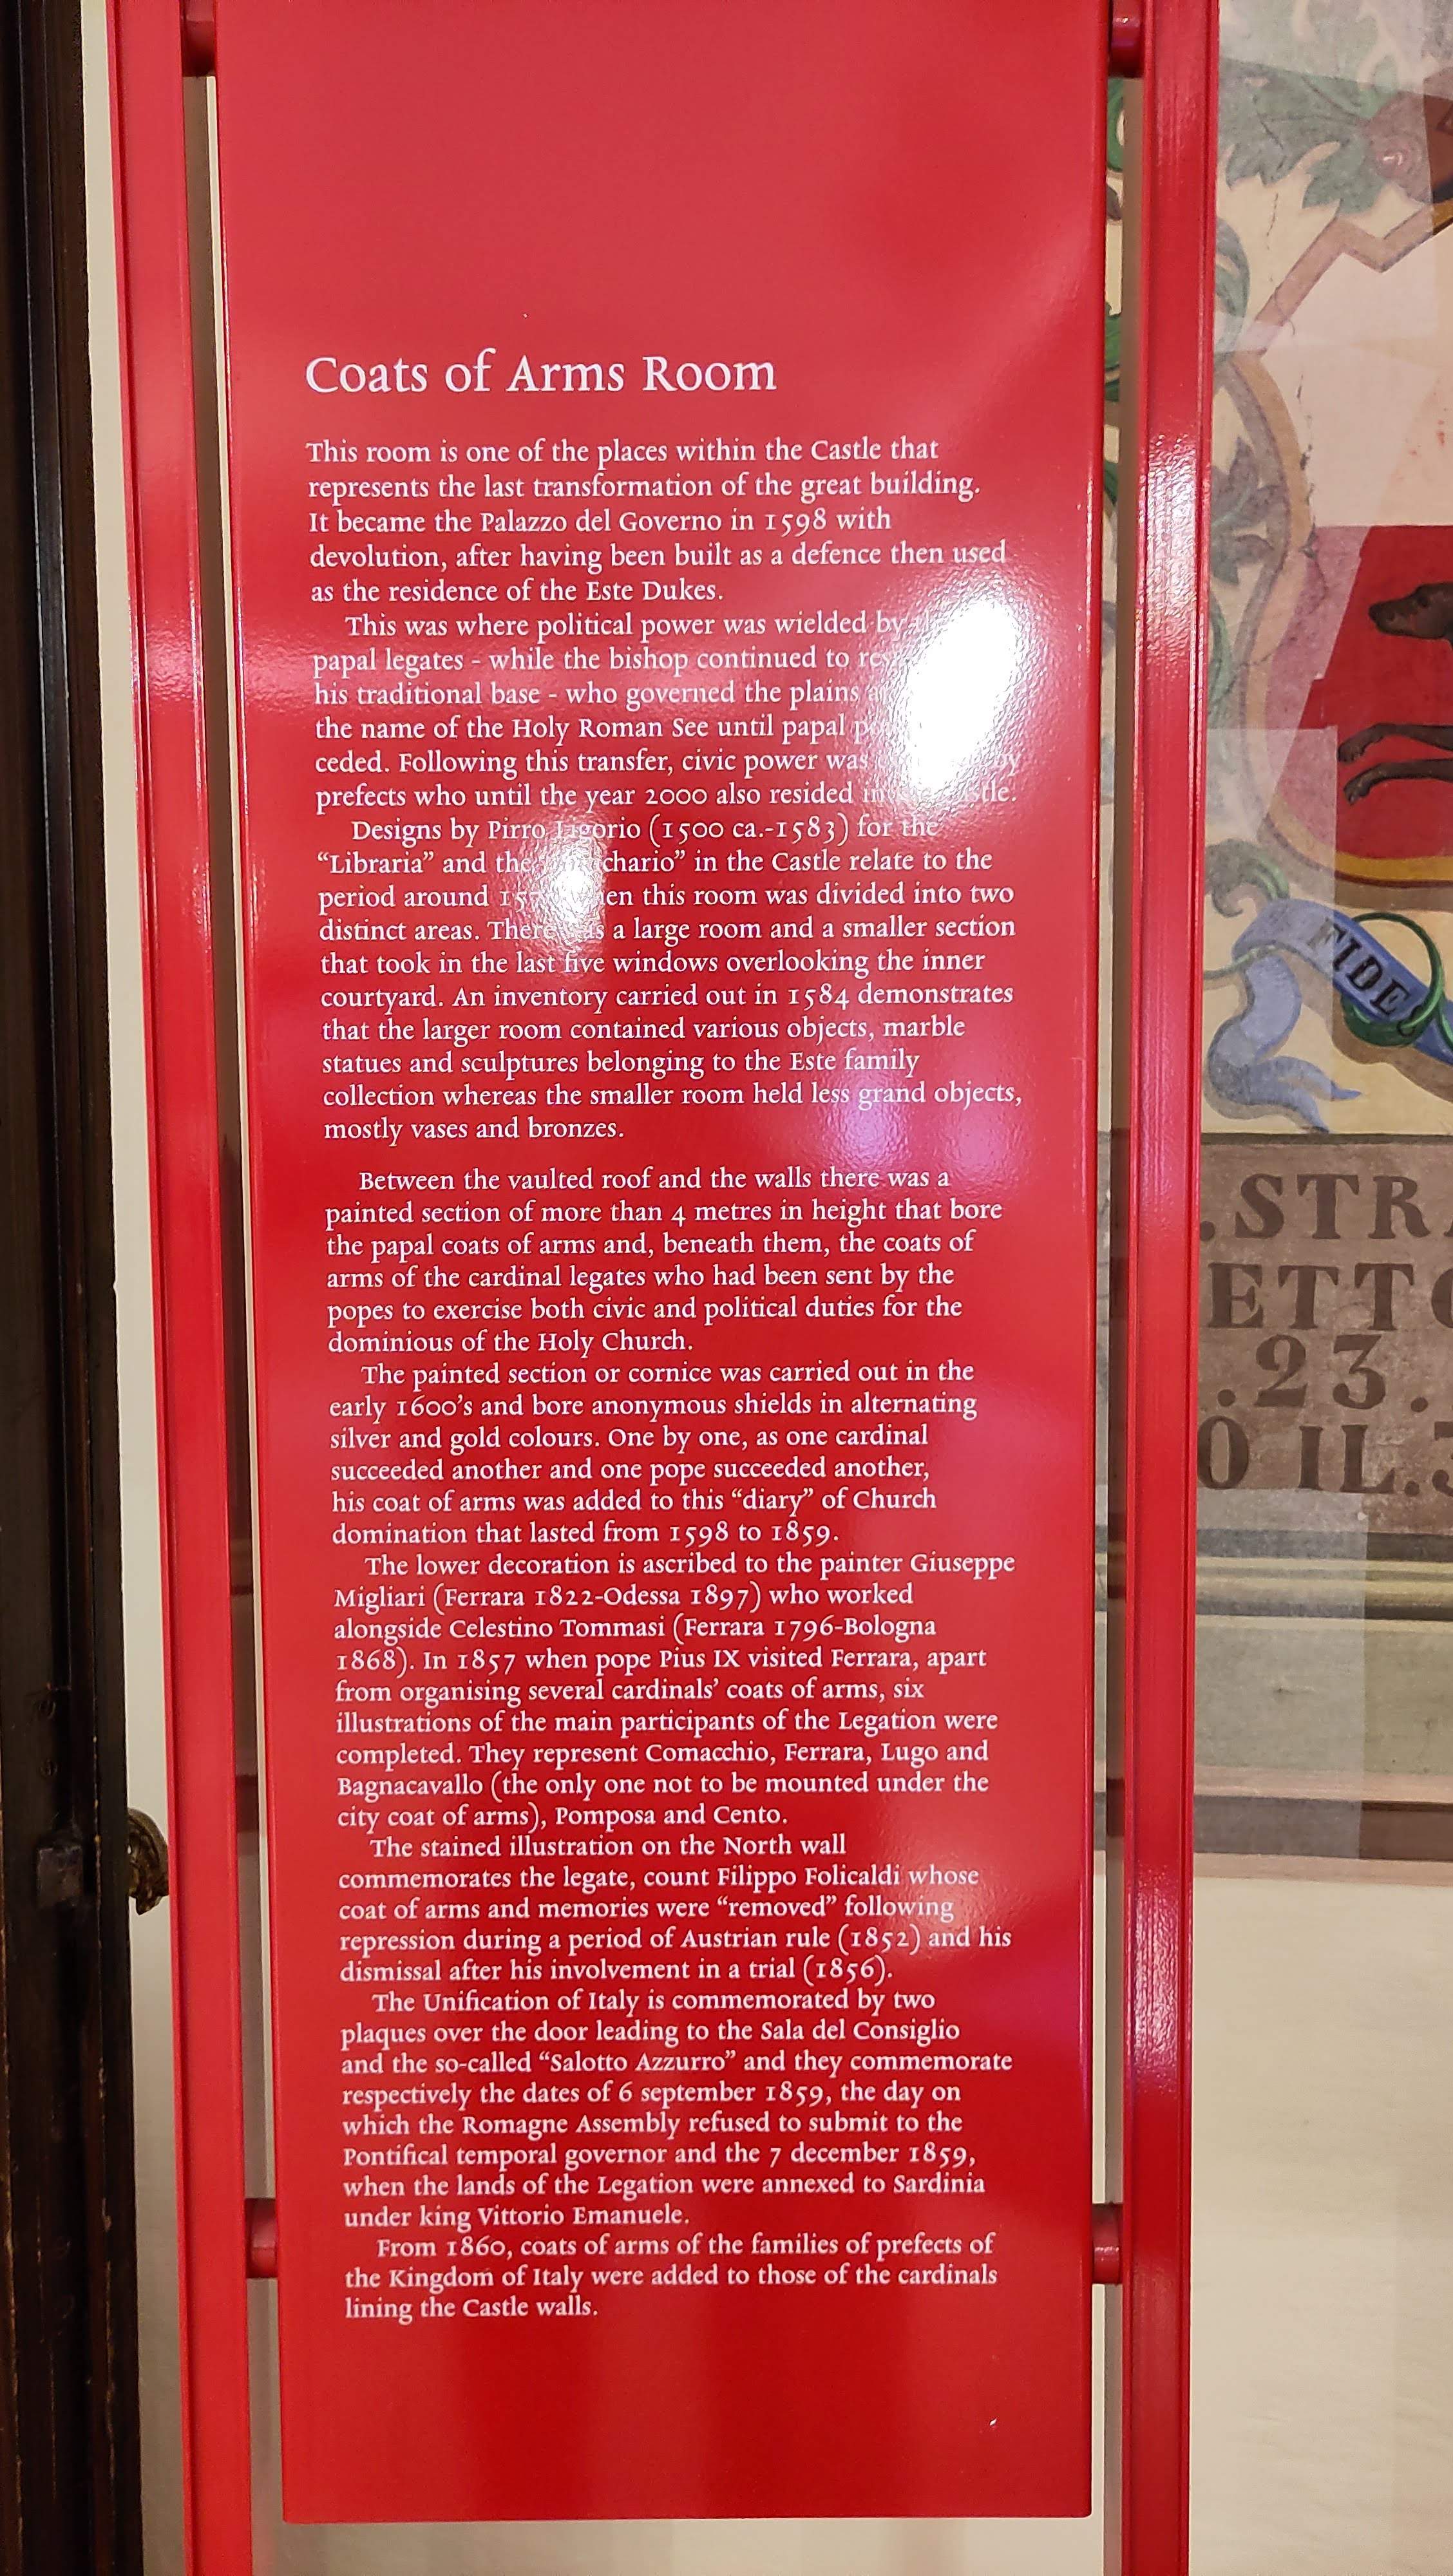 Coats of Arms Room
This room is one of the places within the Castle that
represents the last transformation of the great building.
It became the Palazzo del Governo in 1598 with
devolution, after having been built as a defence then used
as the residence of the Este Dukes.
This was where political power was wielded by
papal legates - while the bishop continued to
his traditional base - who governed the plains
the name of the Holy Roman See until papal
ceded. Following this transfer, civic power was by
prefects who until the year 2000 also resided
Designs by Pirro Ligorio (1500 ca.-1583) for the
“Libraria” and the in the Castle relate to the
period around this room was divided into two
distinct areas. There was a large room and a smaller section
that took in the last five windows overlooking the inner
courtyard. An inventory carried out in 1584 demonstrates
that the larger room contained various objects, marble
statues and sculptures belonging to the Este family
collection whereas the smaller room held less grand objects,
mostly vases and bronzes.
Between the vaulted roof and the walls there was a
painted section of more than 4 metres in height that bore
the papal coats of arms and, beneath them, the coats of
arms of the cardinal legates who had been sent by the
popes to exercise both civic and political duties for the
dominious of the Holy Church.
The painted section or cornice was carried out in the
early 1600's and bore anonymous shields in alternating
silver and gold colours. One by one, as one cardinal
succeeded another and one pope succeeded another,
his coat of arms was added to this “diary” of Church
domination that lasted from 1598 to 1859.
The lower decoration is ascribed to the painter Giuseppe
Migliari (Ferrara 1822-Odessa 1897) who worked
alongside Celestino Tommasi (Ferrara 1796-Bologna
1868). In 1857 when pope Pius IX visited Ferrara, apart
from organising several cardinals' coats of arms, six
illustrations of the main participants of the Legation were
completed. They represent Comacchio, Ferrara, Lugo and
Bagnacavallo (the only one not to be mounted under the
city coat of arms), Pomposa and Cento.
The stained illustration on the North wall
commemorates the legate, count Filippo Folicaldi whose
coat of arms and memories were “removed” following
repression during a period of Austrian rule (1852) and his
dismissal after his involvement in a trial (1856).
The Unification of Italy is commemorated by two
plaques over the door leading to the Sala del Consiglio
and the so-called “Salotto Azzurro” and they commemorate
respectively the dates of 6 september 1859, the day on
which the Romagne Assembly refused to submit to the
Pontifical temporal governor and the 7 december 1859,
when the lands of the Legation were annexed to Sardinia
under king Vittorio Emanuele.
From 1860, coats of arms of the families of prefects of
the Kingdom of Italy were added to those of the cardinals
lining the Castle walls.
FIDE
.STR
ETTO
.23.
O IL.